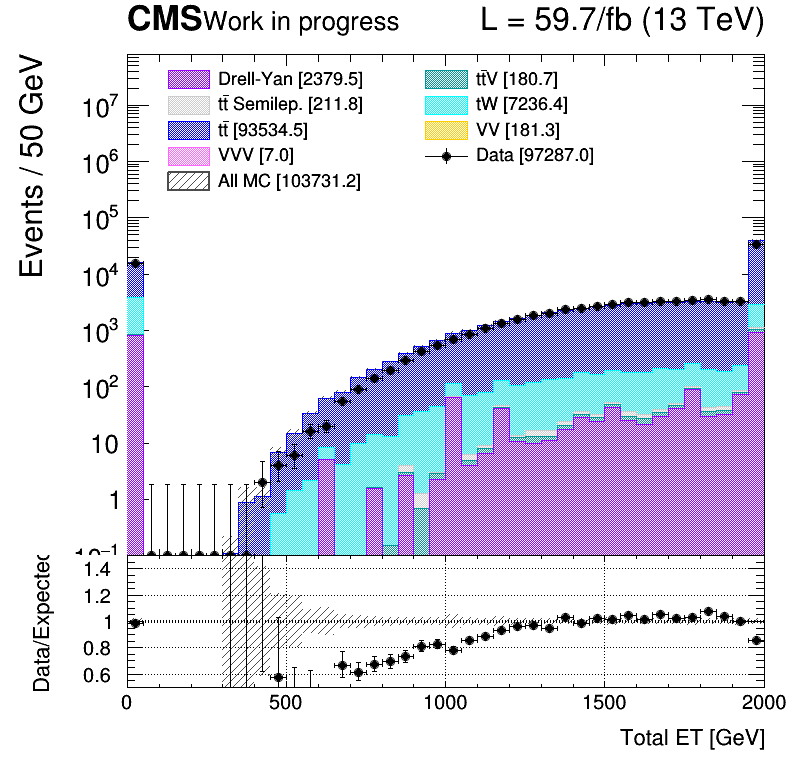 CMS Work in progress L = 59.7/fb (13 TeV)
Events / 50 GeV
Drell-Yan [2379.5]
tt̄ Semilep. [211.8]
tt̄ [93534.5]
VVV [7.0]
All MC [103731.2]
tt̄V [180.7]
tW [7236.4]
VV [181.3]
Data [97287.0]
10⁷
10⁶
10⁵
10⁴
10³
10²
10
1
10⁻¹
Data/Expected
1.4
1.2
1
0.8
0.6
0 500 1000 1500 2000
Total ET [GeV]